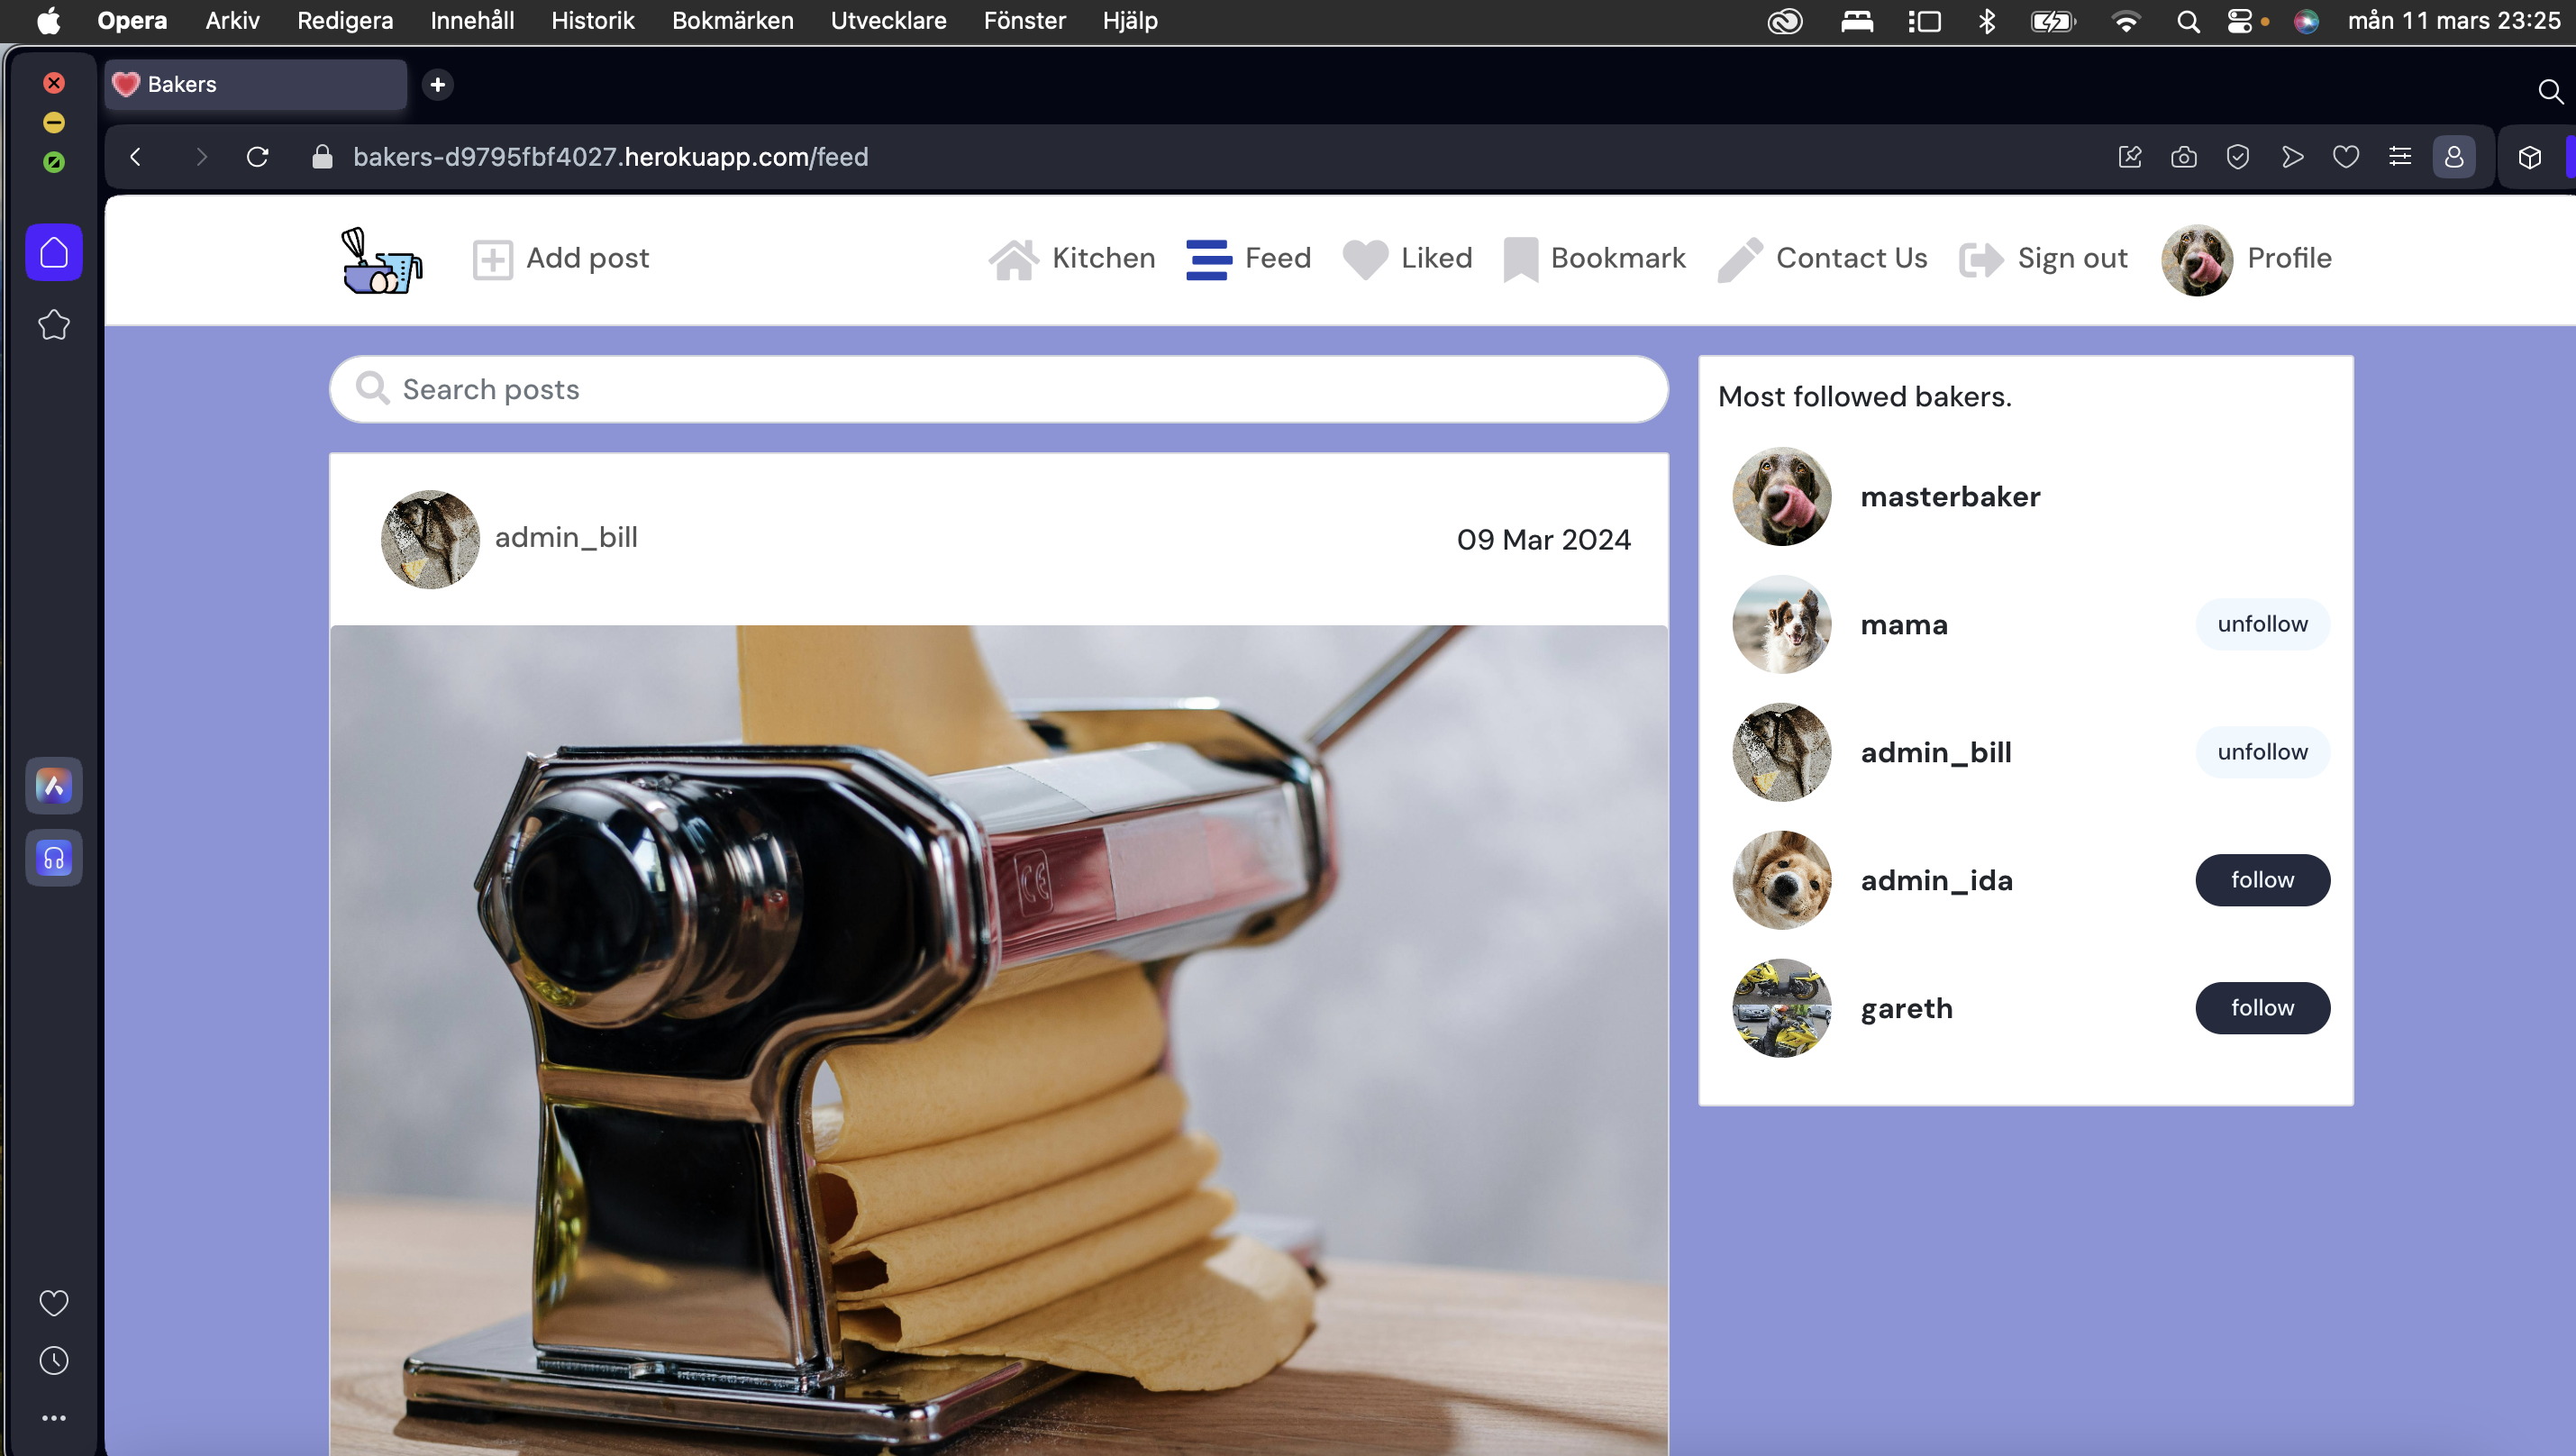 Opera Arkiv Redigera Innehåll Historik Bokmärken Utvecklare Fönster Hjälp mån 11 mars 23:25
Bakers
bakers-d9795fbf4027.herokuapp.com/feed
Add post Kitchen Feed Liked Bookmark Contact Us Sign out Profile
Search posts
admin_bill 09 Mar 2024
CE
Most followed bakers.
masterbaker
mama unfollow
admin_bill unfollow
admin_ida follow
gareth follow